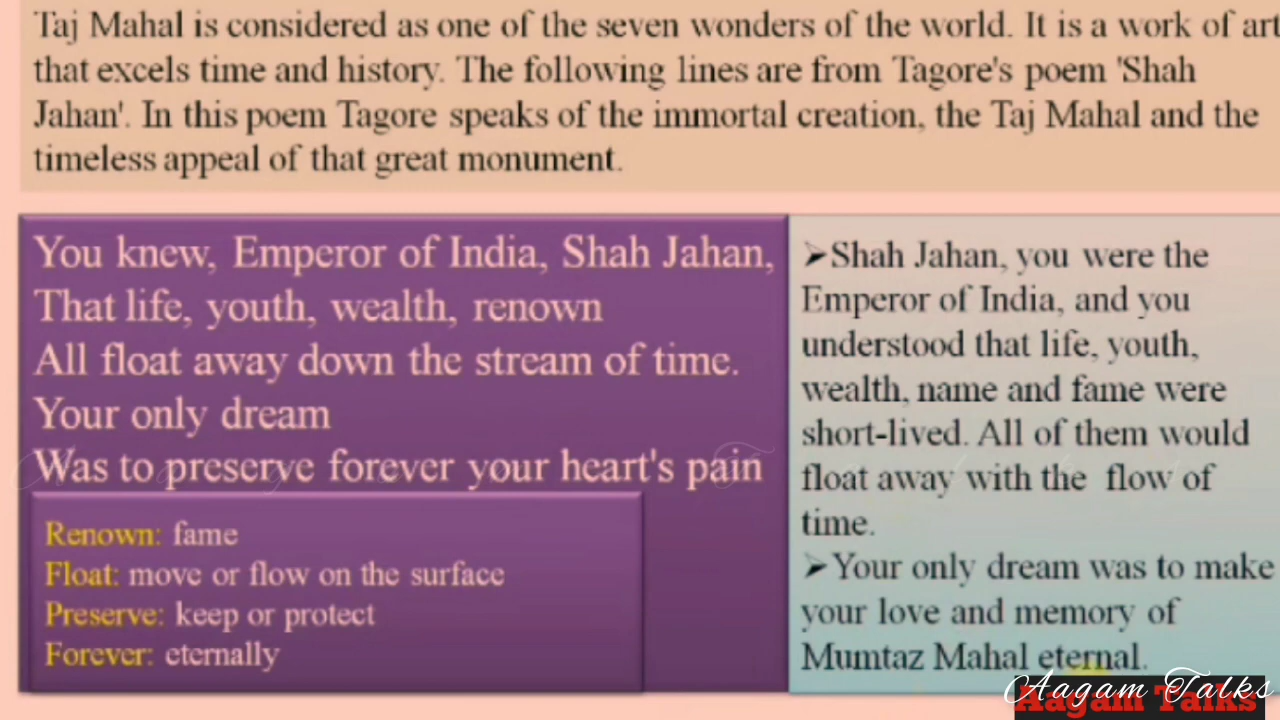 Taj Mahal is considered as one of the seven wonders of the world. It is a work of art
that excels time and history. The following lines are from Tagore's poem 'Shah
Jahan'. In this poem Tagore speaks of the immortal creation, the Taj Mahal and the
timeless appeal of that great monument.
You knew, Emperor of India, Shah Jahan,
That life, youth, wealth, renown
All float away down the stream of time.
Your only dream
Was to preserve forever your heart's pain
Renown: fame
Float: move or flow on the surface
Preserve: keep or protect
Forever: eternally
➤Shah Jahan, you were the
Emperor of India, and you
understood that life, youth,
wealth, name and fame were
short-lived. All of them would
float away with the flow of
time.
➤Your only dream was to make
your love and memory of
Mumtaz Mahal eternal.
Aagam Talks
Aagam Talks